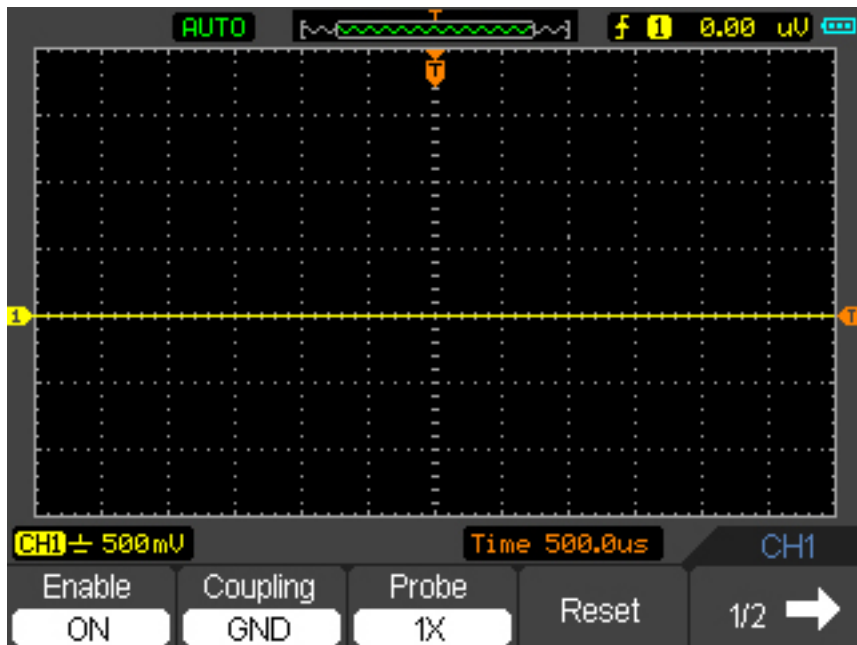 T
AUTO 1 0.00 uV
T
1 T
CH1 500mV Time 500.0us CH1
Enable Coupling Probe Reset 1/2
ON GND 1X